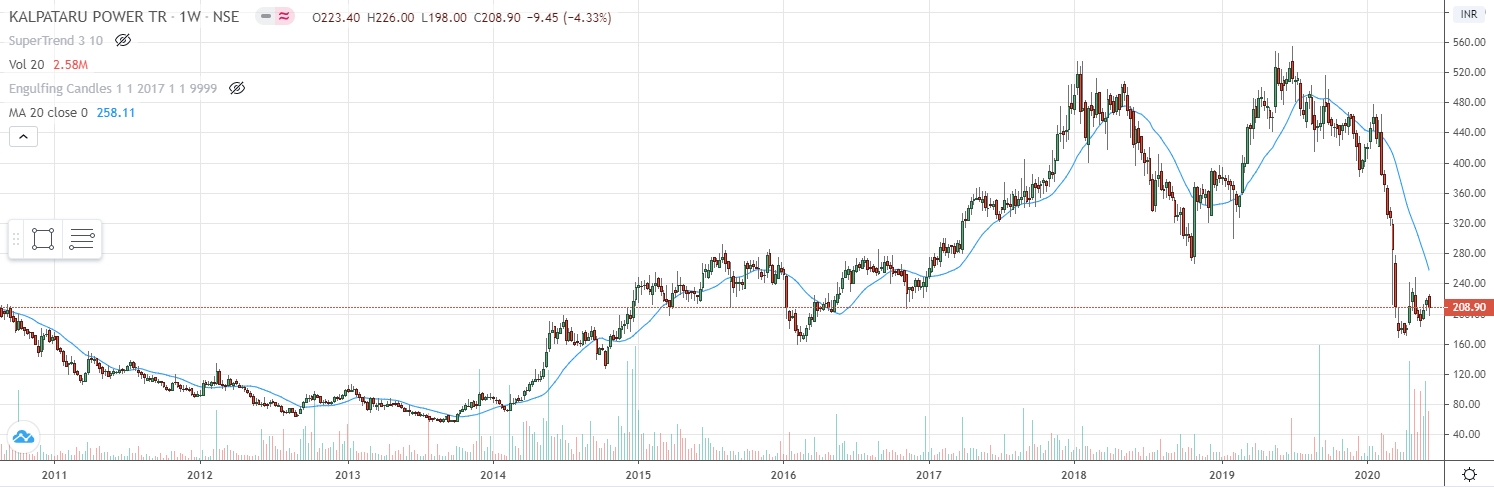 KALPATARU POWER TR · 1W · NSE O223.40 H226.00 L198.00 C208.90 −9.45 (−4.33%)
SuperTrend 3 10
Vol 20 2.58M
Engulfing Candles 1 1 2017 1 1 9999
MA 20 close 0 258.11
INR
560.00
520.00
480.00
440.00
400.00
360.00
320.00
280.00
240.00
208.90
200.00
160.00
120.00
80.00
40.00
2011 2012 2013 2014 2015 2016 2017 2018 2019 2020